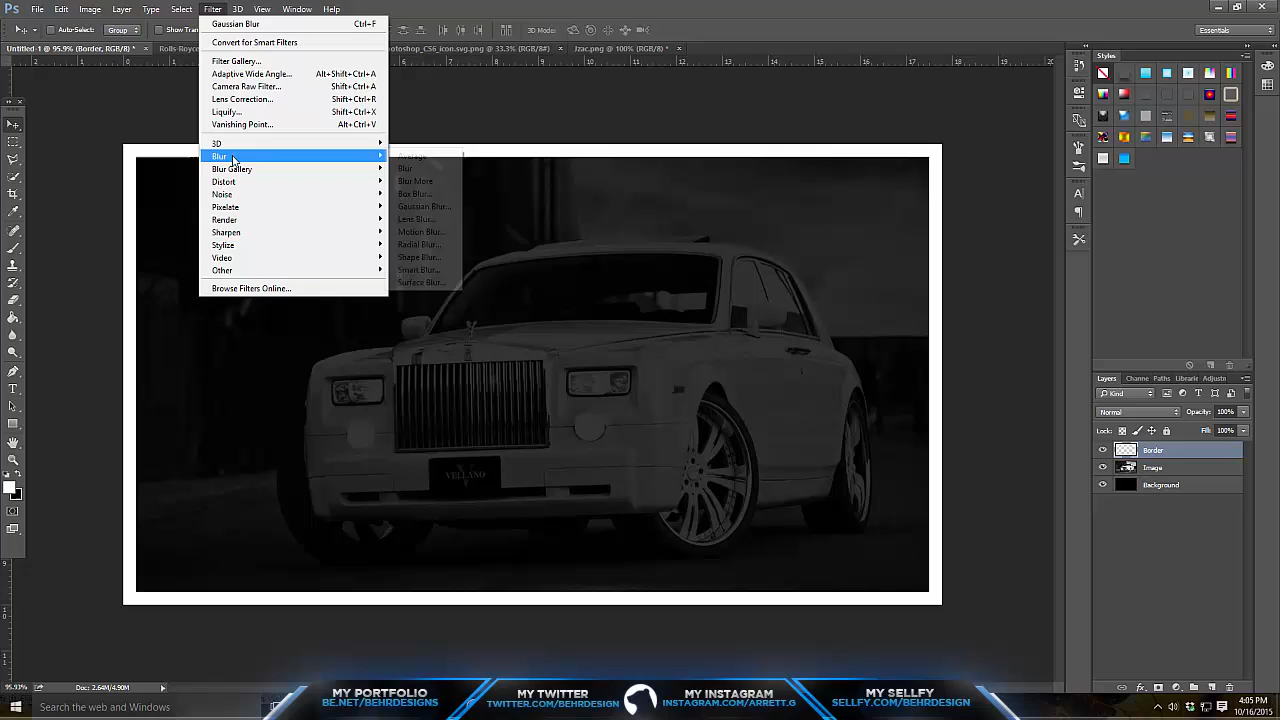 Ps File Edit Image Layer Type Select Filter 3D View Window Help
Auto-Select: Group Show Tran 3D Mode: Essentials
Untitled-1 @ 95.9% (Border, RGB/8) * Rolls-Royce otoshop_CS6_icon.svg.png @ 33.3% (RGB/8#) Jzac.png @ 100% (RGB/8) *
Gaussian Blur Ctrl+F
Convert for Smart Filters
Filter Gallery...
Adaptive Wide Angle... Alt+Shift+Ctrl+A
Camera Raw Filter... Shift+Ctrl+A
Lens Correction... Shift+Ctrl+R
Liquify... Shift+Ctrl+X
Vanishing Point... Alt+Ctrl+V
3D
Blur
Blur Gallery
Distort
Noise
Pixelate
Render
Sharpen
Stylize
Video
Other
Browse Filters Online...
Average
Blur
Blur More
Box Blur...
Gaussian Blur...
Lens Blur...
Motion Blur...
Radial Blur...
Shape Blur...
Smart Blur...
Surface Blur...
VELLANO
Styles
Layers Channe Paths Librarie Adjustn
Kind
Normal Opacity: 100%
Lock: Fill: 100%
Border
Image
Background
95.93% Doc: 2.64M/4.90M
MY PORTFOLIO
BE.NET/BEHRDESIGNS
MY TWITTER
TWITTER.COM/BEHRDESIGN
MY INSTAGRAM
INSTAGRAM.COM/ARRETT.G
MY SELLFY
SELLFY.COM/BEHRDESIGN
Search the web and Windows
4:05 PM
10/16/2015